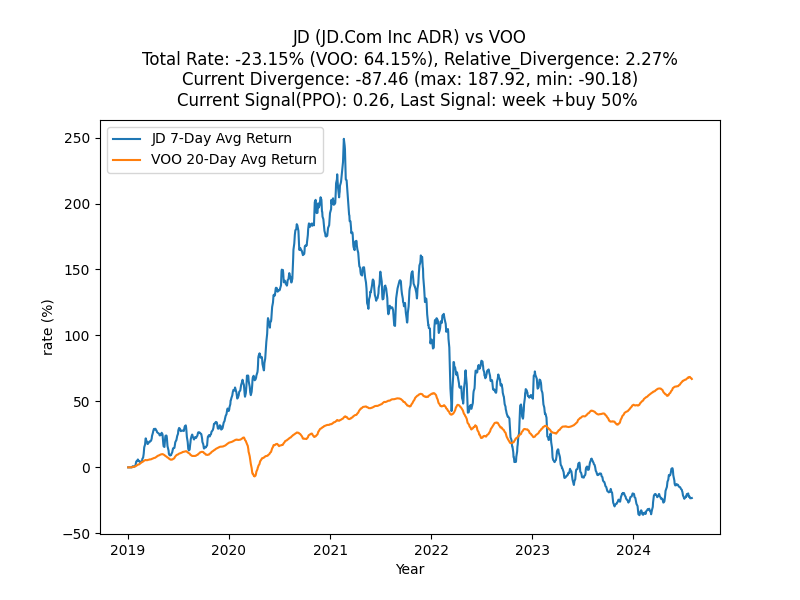 JD (JD.Com Inc ADR) vs VOO
Total Rate: -23.15% (VOO: 64.15%), Relative_Divergence: 2.27%
Current Divergence: -87.46 (max: 187.92, min: -90.18)
Current Signal(PPO): 0.26, Last Signal: week +buy 50%
JD 7-Day Avg Return
VOO 20-Day Avg Return
250
200
150
100
50
0
−50
rate (%)
2019 2020 2021 2022 2023 2024
Year